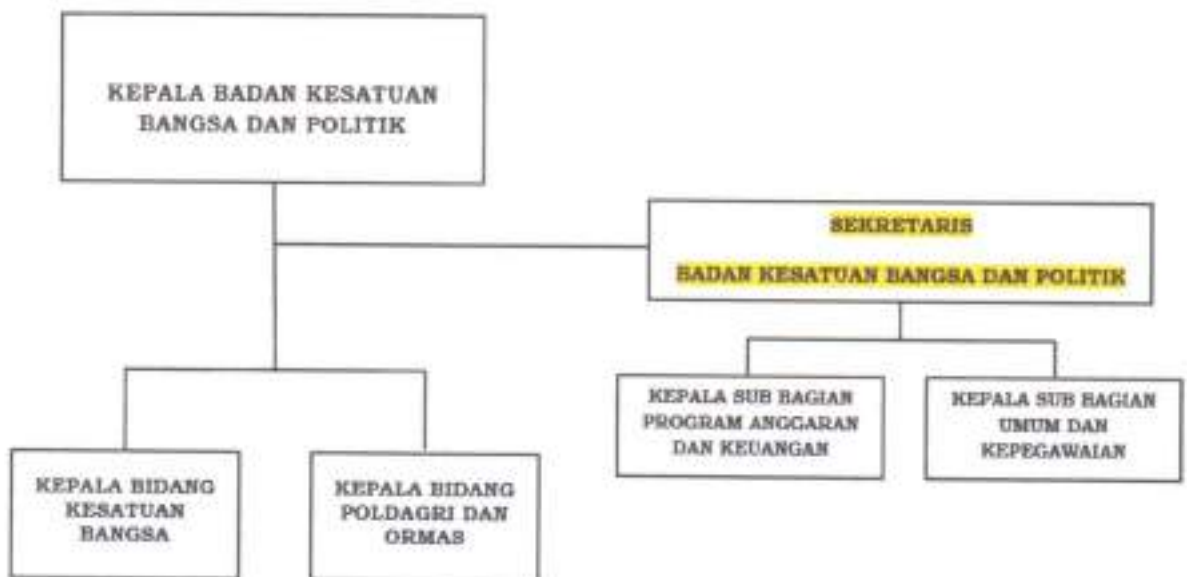 KEPALA BADAN KESATUAN
BANGSA DAN POLITIK
SEKRETARIS
BADAN KESATUAN BANGSA DAN POLITIK
KEPALA SUB BAGIAN
PROGRAM ANGGARAN
DAN KEUANGAN
KEPALA SUB BAGIAN
UMUM DAN
KEPEGAWAIAN
KEPALA BIDANG
KESATUAN
BANGSA
KEPALA BIDANG
POLDAGRI DAN
ORMAS